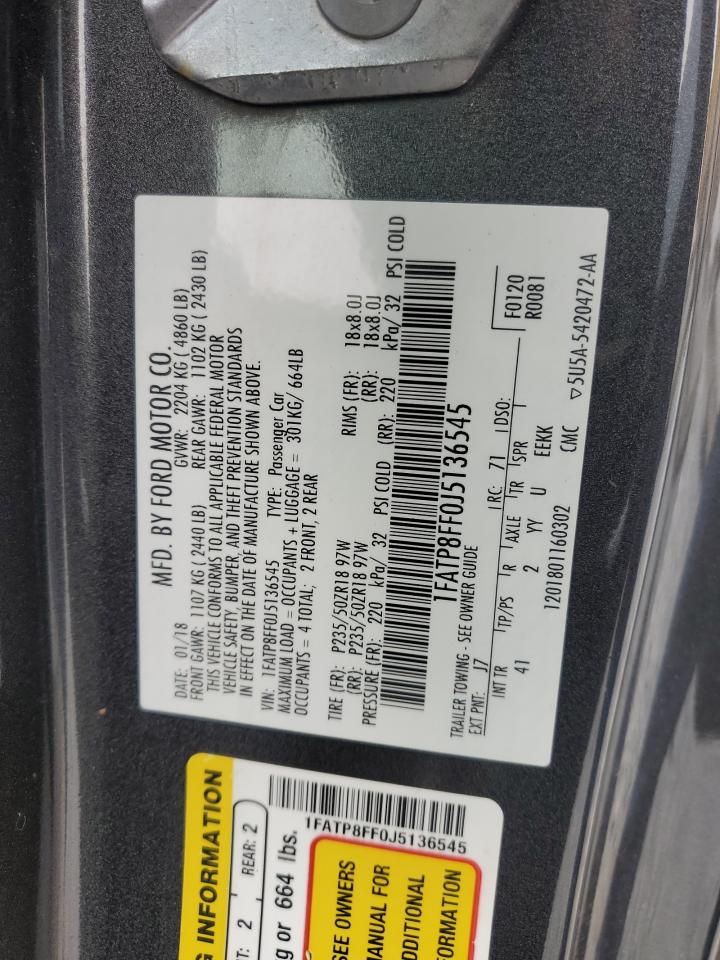 MFD. BY FORD MOTOR CO.
DATE: 01/18 GVWR: 2204 KG ( 4860 LB)
FRONT GAWR: 1107 KG ( 2440 LB) REAR GAWR: 1102 KG ( 2430 LB)
THIS VEHICLE CONFORMS TO ALL APPLICABLE FEDERAL MOTOR
VEHICLE SAFETY, BUMPER, AND THEFT PREVENTION STANDARDS
IN EFFECT ON THE DATE OF MANUFACTURE SHOWN ABOVE.
VIN: 1FATP8FF0J5136545 TYPE: Passenger Car
MAXIMUM LOAD = OCCUPANTS + LUGGAGE = 301KG/ 664LB
OCCUPANTS = 4 TOTAL; 2 FRONT, 2 REAR
TIRE (FR): P235/50ZR18 97W RIMS (FR): 18x8.0J
(RR): P235/50ZR18 97W (RR): 18x8.0J
PRESSURE (FR): 220 kPa/ 32 PSI COLD (RR): 220 kPa/ 32 PSI COLD
1FATP8FF0J5136545
TRAILER TOWING - SEE OWNER GUIDE
EXT PNT: J7 RC: 71 DSO: F0120
INT TR TP/PS R AXLE TR SPR R0081
41 2 YY U EEKK
1201801160302 CMC ▽5U5A-5420472-AA
G INFORMATION
T: 2 REAR: 2
g or 664 lbs.
1FATP8FF0J5136545
SEE OWNERS
ANUAL FOR
DDITIONAL
FORMATION